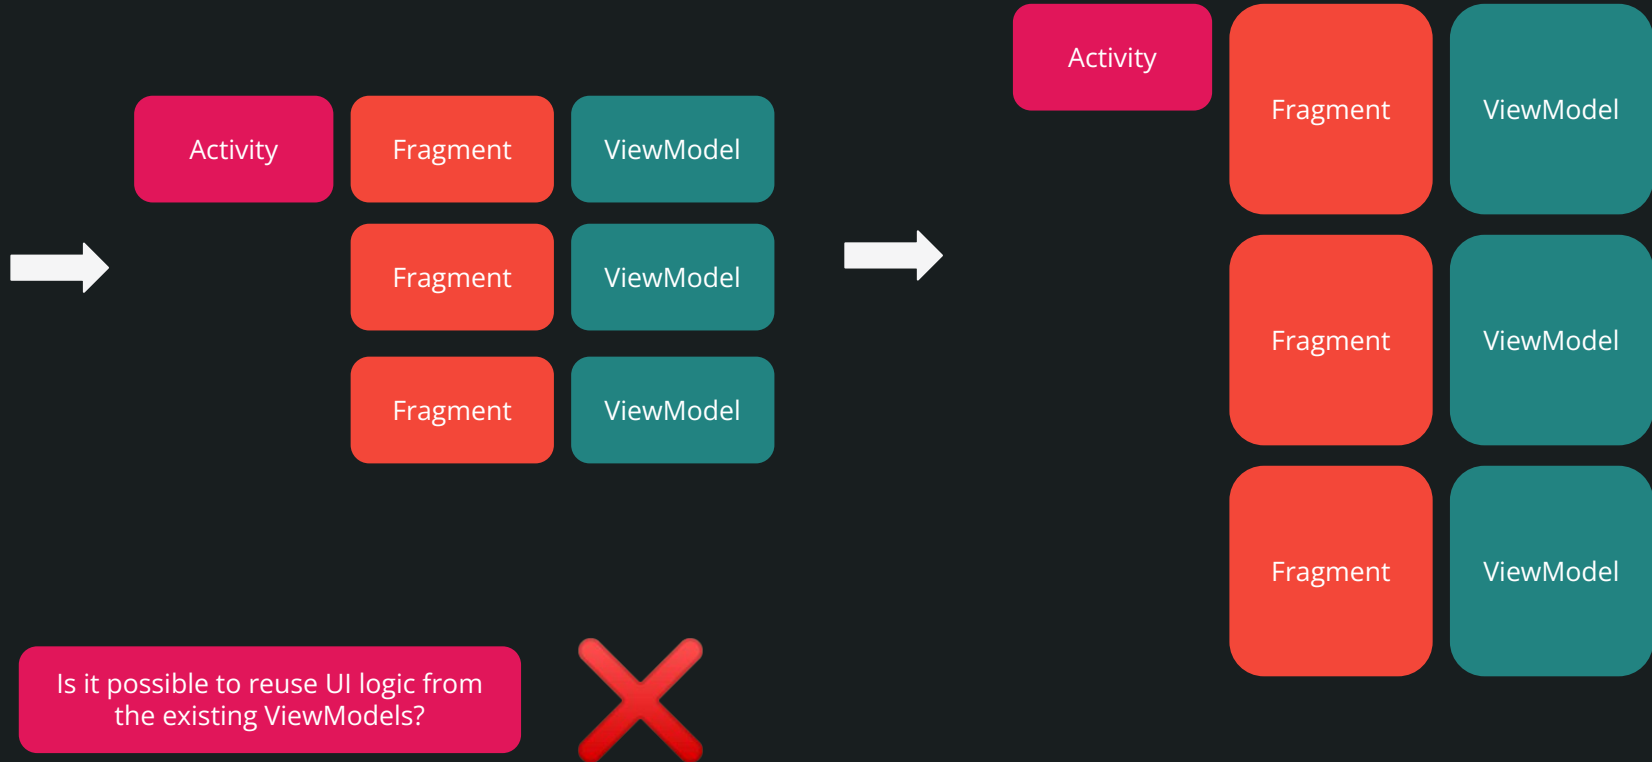 Activity
Fragment
ViewModel
Fragment
ViewModel
Fragment
ViewModel
Activity
Fragment
ViewModel
Fragment
ViewModel
Fragment
ViewModel
Is it possible to reuse UI logic from
the existing ViewModels?